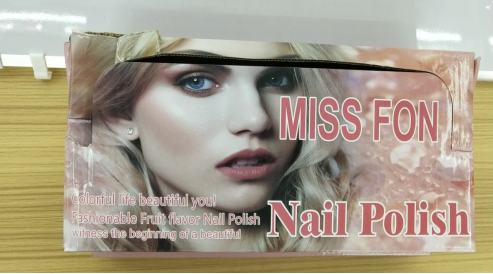 MISS FON
Colorful life beautiful you!
Fashionable Fruit flavor Nail Polish
witness the beginning of a beautiful
Nail Polish